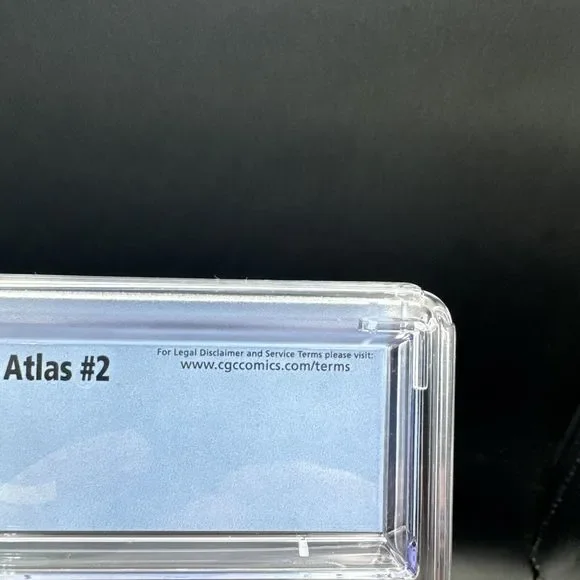 Atlas #2
For Legal Disclaimer and Service Terms please visit:
www.cgccomics.com/terms